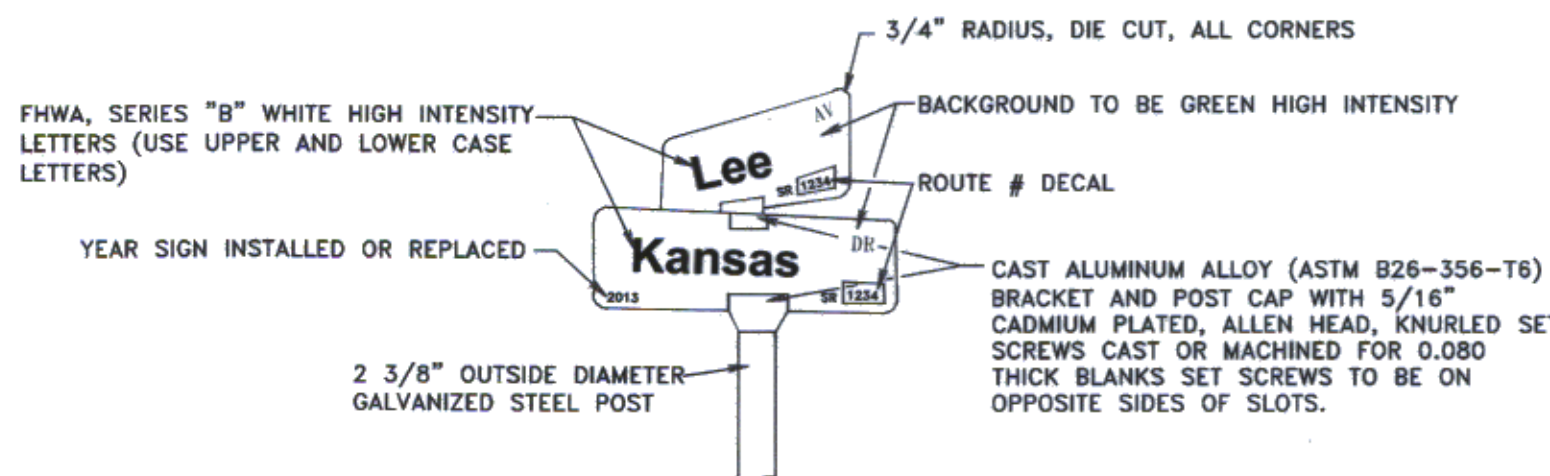 3/4" RADIUS, DIE CUT, ALL CORNERS
FHWA, SERIES "B" WHITE HIGH INTENSITY
LETTERS (USE UPPER AND LOWER CASE
LETTERS)
BACKGROUND TO BE GREEN HIGH INTENSITY
AV
Lee
SR 1234
ROUTE # DECAL
YEAR SIGN INSTALLED OR REPLACED
DR
Kansas
2013
SR 1234
CAST ALUMINUM ALLOY (ASTM B26-356-T6)
BRACKET AND POST CAP WITH 5/16"
CADMIUM PLATED, ALLEN HEAD, KNURLED SE
SCREWS CAST OR MACHINED FOR 0.080
THICK BLANKS SET SCREWS TO BE ON
OPPOSITE SIDES OF SLOTS.
2 3/8" OUTSIDE DIAMETER
GALVANIZED STEEL POST